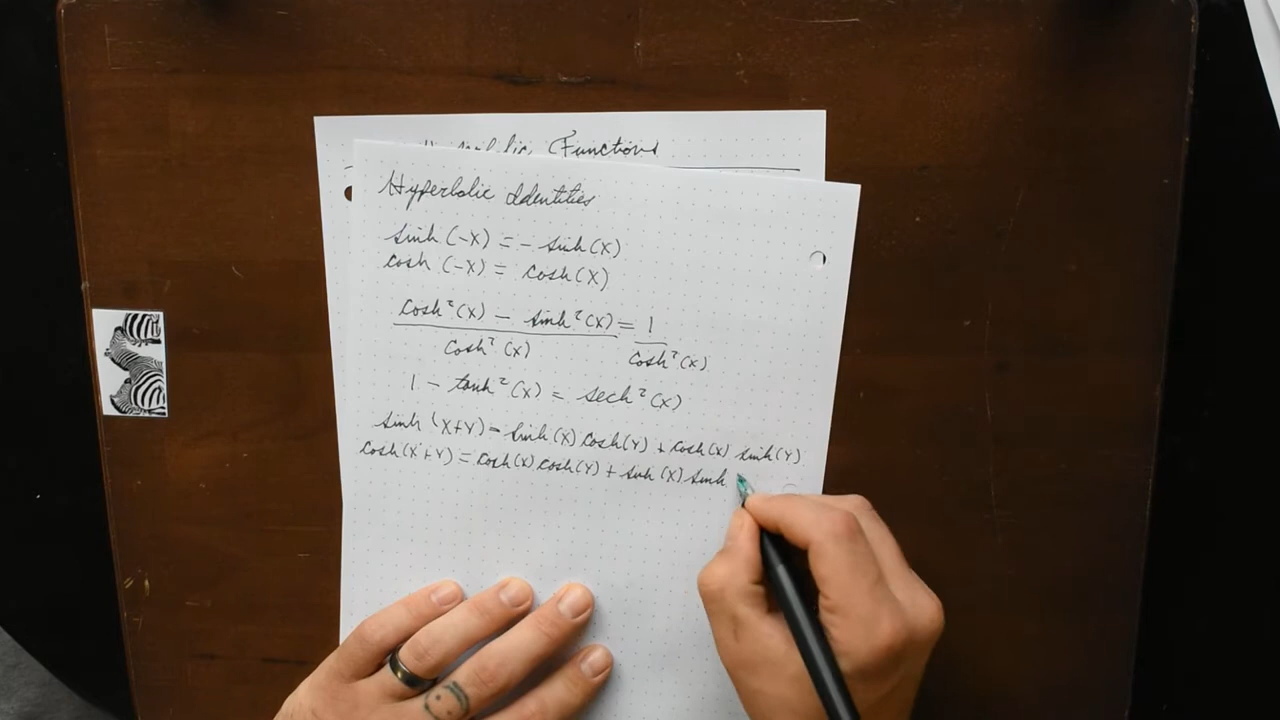 Functions
Hyperbolic Identities
sinh (-x) = - sinh(x)
cosh (-x) = cosh(x)
cosh²(x) - sinh²(x) = 1
cosh²(x) cosh²(x)
1 - tanh²(x) = sech²(x)
sinh (x+y) = sinh(x) cosh(y) + cosh(x) sinh(y)
cosh(x+y) = cosh(x) cosh(y) + sinh(x) sinh